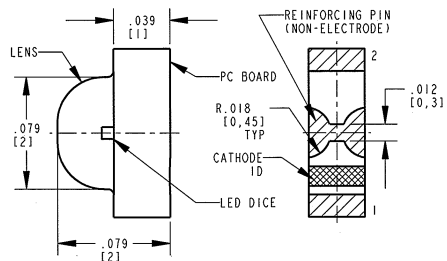 .039
[1]
LENS
PC BOARD
.079
[2]
LED DICE
.079
[2]
REINFORCING PIN
(NON-ELECTRODE)
2
.012
[0,3]
R.018
[0,45]
TYP
CATHODE
ID
1